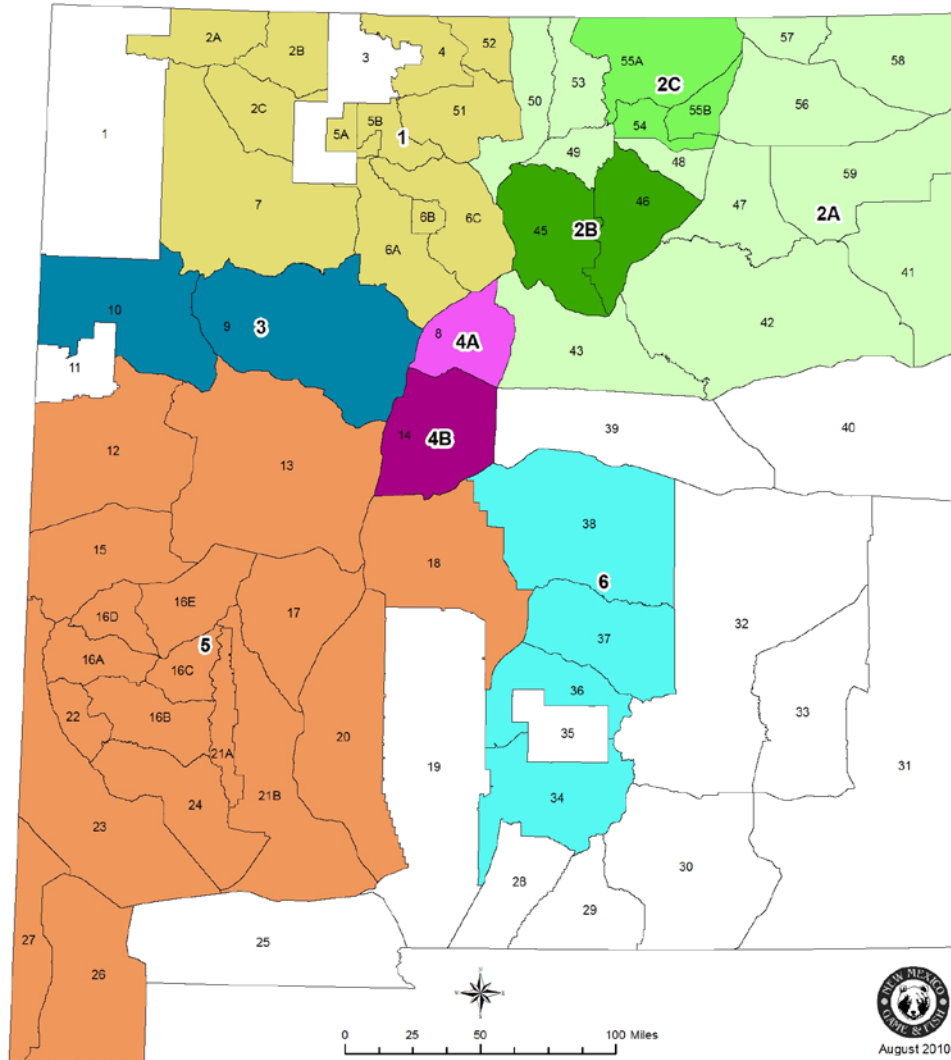 2A
2B
3
4
52
50
53
55A
2C
57
58
1
2C
5A
5B
1
51
54
55B
56
49
48
59
7
6A
6B
6C
45
2B
46
47
2A
41
10
9
3
8
4A
43
42
11
14
4B
39
40
12
13
38
15
18
6
16D
16E
17
37
32
16A
16C
5
36
22
16B
21A
20
19
35
33
31
23
24
21B
34
28
29
30
27
26
25
N
W E
S
0 25 50 100 Miles
NEW MEXICO
GAME & FISH
August 2010